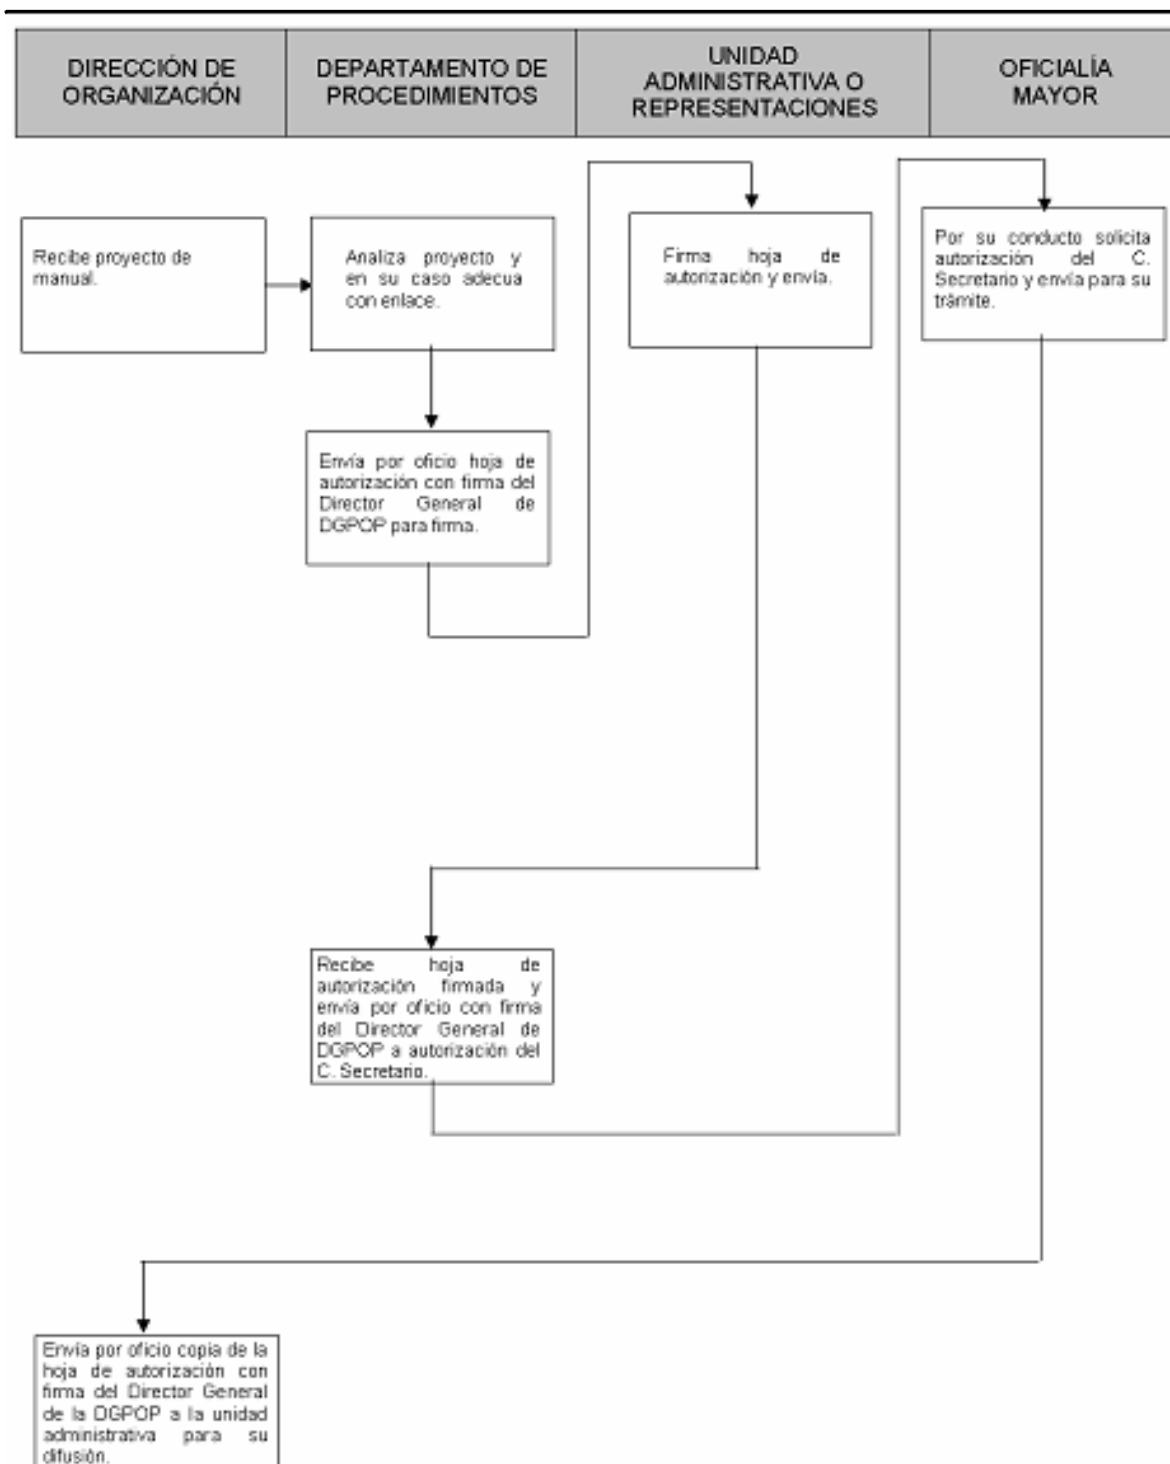 DIRECCIÓN DE
ORGANIZACIÓN
DEPARTAMENTO DE
PROCEDIMIENTOS
UNIDAD
ADMINISTRATIVA O
REPRESENTACIONES
OFICIALÍA
MAYOR
Recibe proyecto de
manual.
Analiza proyecto y
en su caso adecua
con enlace.
Firma hoja de
autorización y envía.
Por su conducto solicita
autorización del C.
Secretario y envía para su
trámite.
Envía por oficio hoja de
autorización con firma del
Director General de
DGPOP para firma.
Recibe hoja de
autorización firmada y
envía por oficio con firma
del Director General de
DGPOP a autorización del
C. Secretario.
Envía por oficio copia de la
hoja de autorización con
firma del Director General
de la DGPOP a la unidad
administrativa para su
difusión.